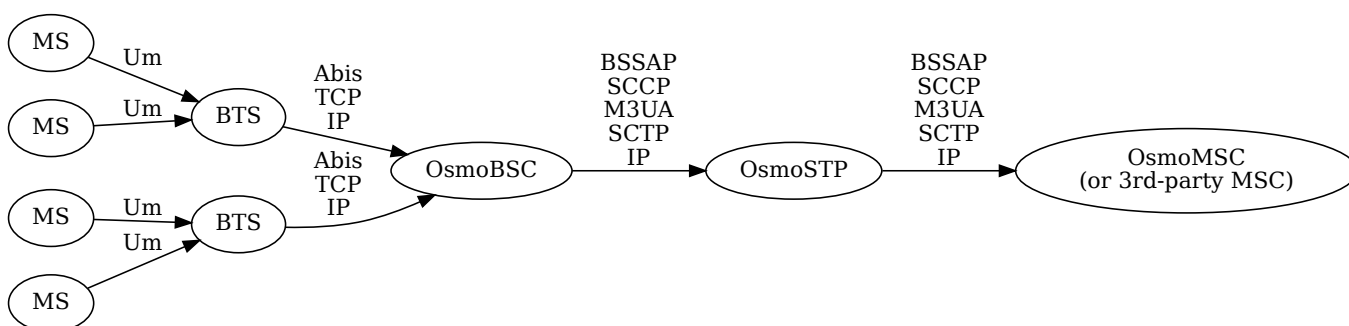 MS
Um
MS
Um
BTS
Abis
TCP
IP
MS
Um
MS
Um
BTS
Abis
TCP
IP
OsmoBSC
BSSAP
SCCP
M3UA
SCTP
IP
OsmoSTP
BSSAP
SCCP
M3UA
SCTP
IP
OsmoMSC
(or 3rd-party MSC)